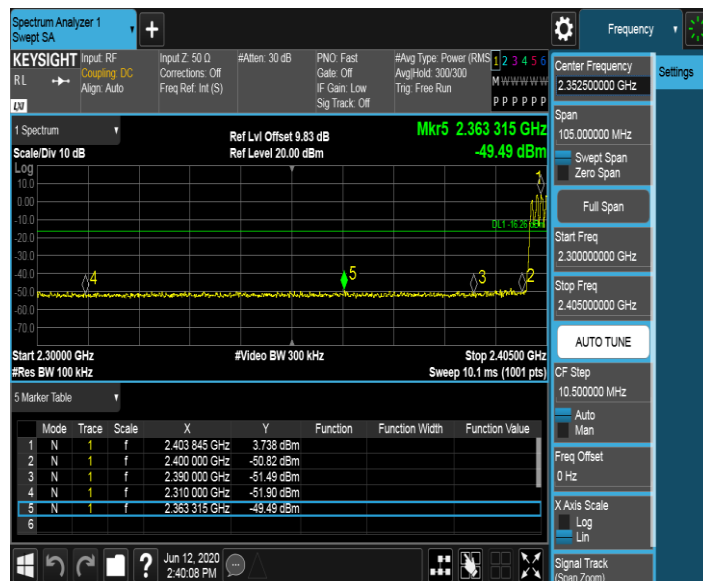 Spectrum Analyzer 1
Swept SA
Frequency
KEYSIGHT
RL
LXI
Input: RF
Coupling: DC
Align: Auto
Input Z: 50 Ω
Corrections: Off
Freq Ref: Int (S)
#Atten: 30 dB
PNO: Fast
Gate: Off
IF Gain: Low
Sig Track: Off
#Avg Type: Power (RMS
Avg|Hold: 300/300
Trig: Free Run
1 2 3 4 5 6
M W W W W W
P P P P P P
1 Spectrum
Scale/Div 10 dB
Ref Lvl Offset 9.83 dB
Ref Level 20.00 dBm
Mkr5 2.363 315 GHz
-49.49 dBm
Log
10.0
0.00
-10.0
-20.0
-30.0
-40.0
-50.0
-60.0
-70.0
1
DL1 -16.26 dBm
4
5
3
2
Start 2.30000 GHz
#Res BW 100 kHz
#Video BW 300 kHz
Stop 2.40500 GHz
Sweep 10.1 ms (1001 pts)
5 Marker Table
Mode Trace Scale X Y Function Function Width Function Value
1 N 1 f 2.403 845 GHz 3.738 dBm
2 N 1 f 2.400 000 GHz -50.82 dBm
3 N 1 f 2.390 000 GHz -51.49 dBm
4 N 1 f 2.310 000 GHz -51.90 dBm
5 N 1 f 2.363 315 GHz -49.49 dBm
6
?
Jun 12, 2020
2:40:08 PM
Center Frequency
2.352500000 GHz
Settings
Span
105.000000 MHz
Swept Span
Zero Span
Full Span
Start Freq
2.300000000 GHz
Stop Freq
2.405000000 GHz
AUTO TUNE
CF Step
10.500000 MHz
Auto
Man
Freq Offset
0 Hz
X Axis Scale
Log
Lin
Signal Track
(Span Zoom)